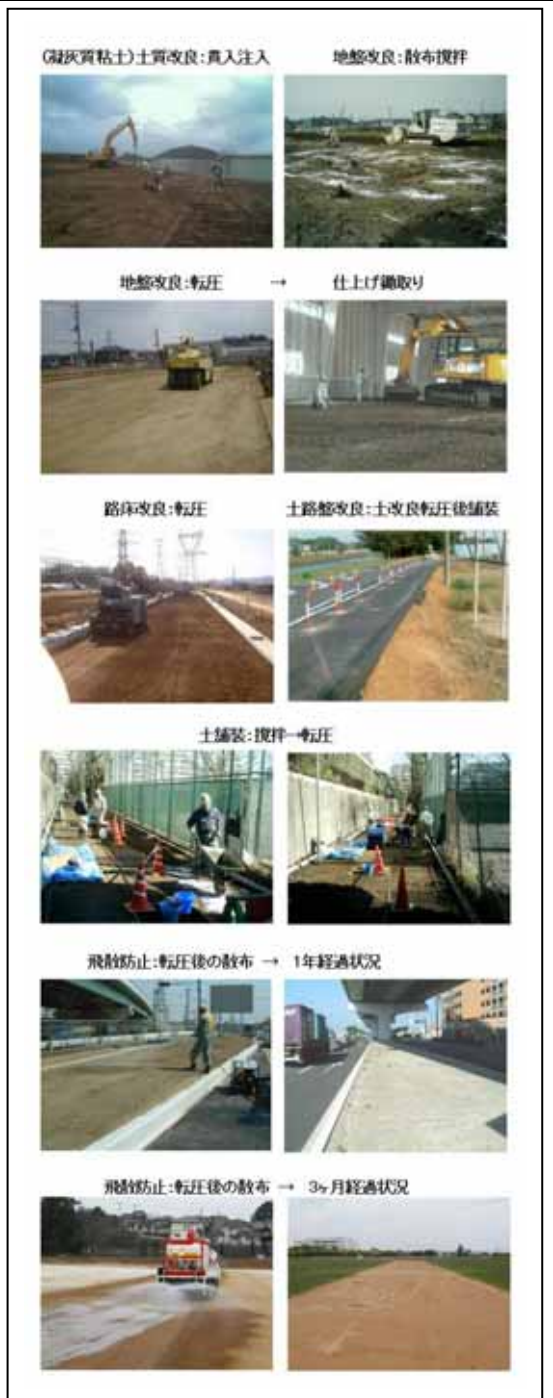 (凝灰質粘土)土質改良:貫入注入
地盤改良:散布撹拌
地盤改良:転圧 → 仕上げ鋤取り
路床改良:転圧
土路盤改良:土改良転圧後舗装
土舗装:撹拌→転圧
飛散防止:転圧後の散布 → 1年経過状況
飛散防止:転圧後の散布 → 3ヶ月経過状況